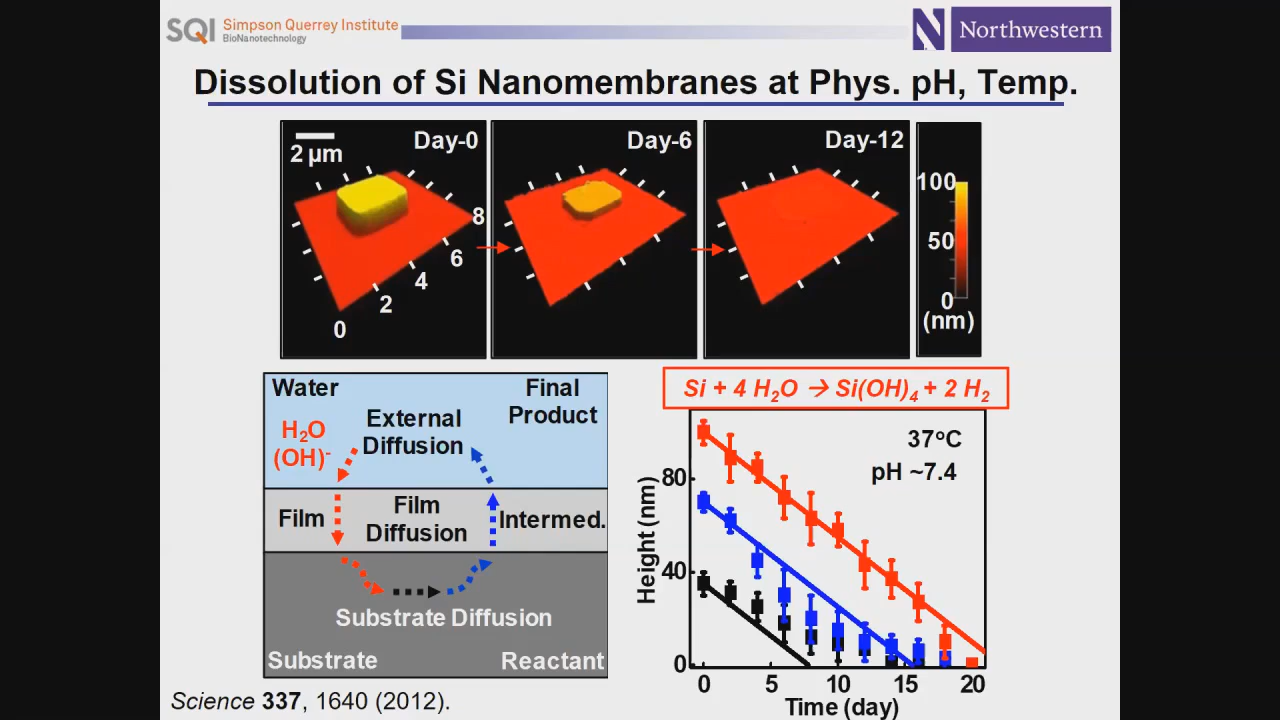 SQI Simpson Querrey Institute
BioNanotechnology
N Northwestern
Dissolution of Si Nanomembranes at Phys. pH, Temp.
Day-0
2 µm
8
6
4
2
0
Day-6
Day-12
100
50
0
(nm)
Water
Final
Product
H₂O
(OH)⁻
External
Diffusion
Film
Film
Diffusion
Intermed.
Substrate Diffusion
Substrate
Reactant
Si + 4 H₂O → Si(OH)₄ + 2 H₂
37°C
pH ~7.4
Height (nm)
80
40
0
0 5 10 15 20
Time (day)
Science 337, 1640 (2012).